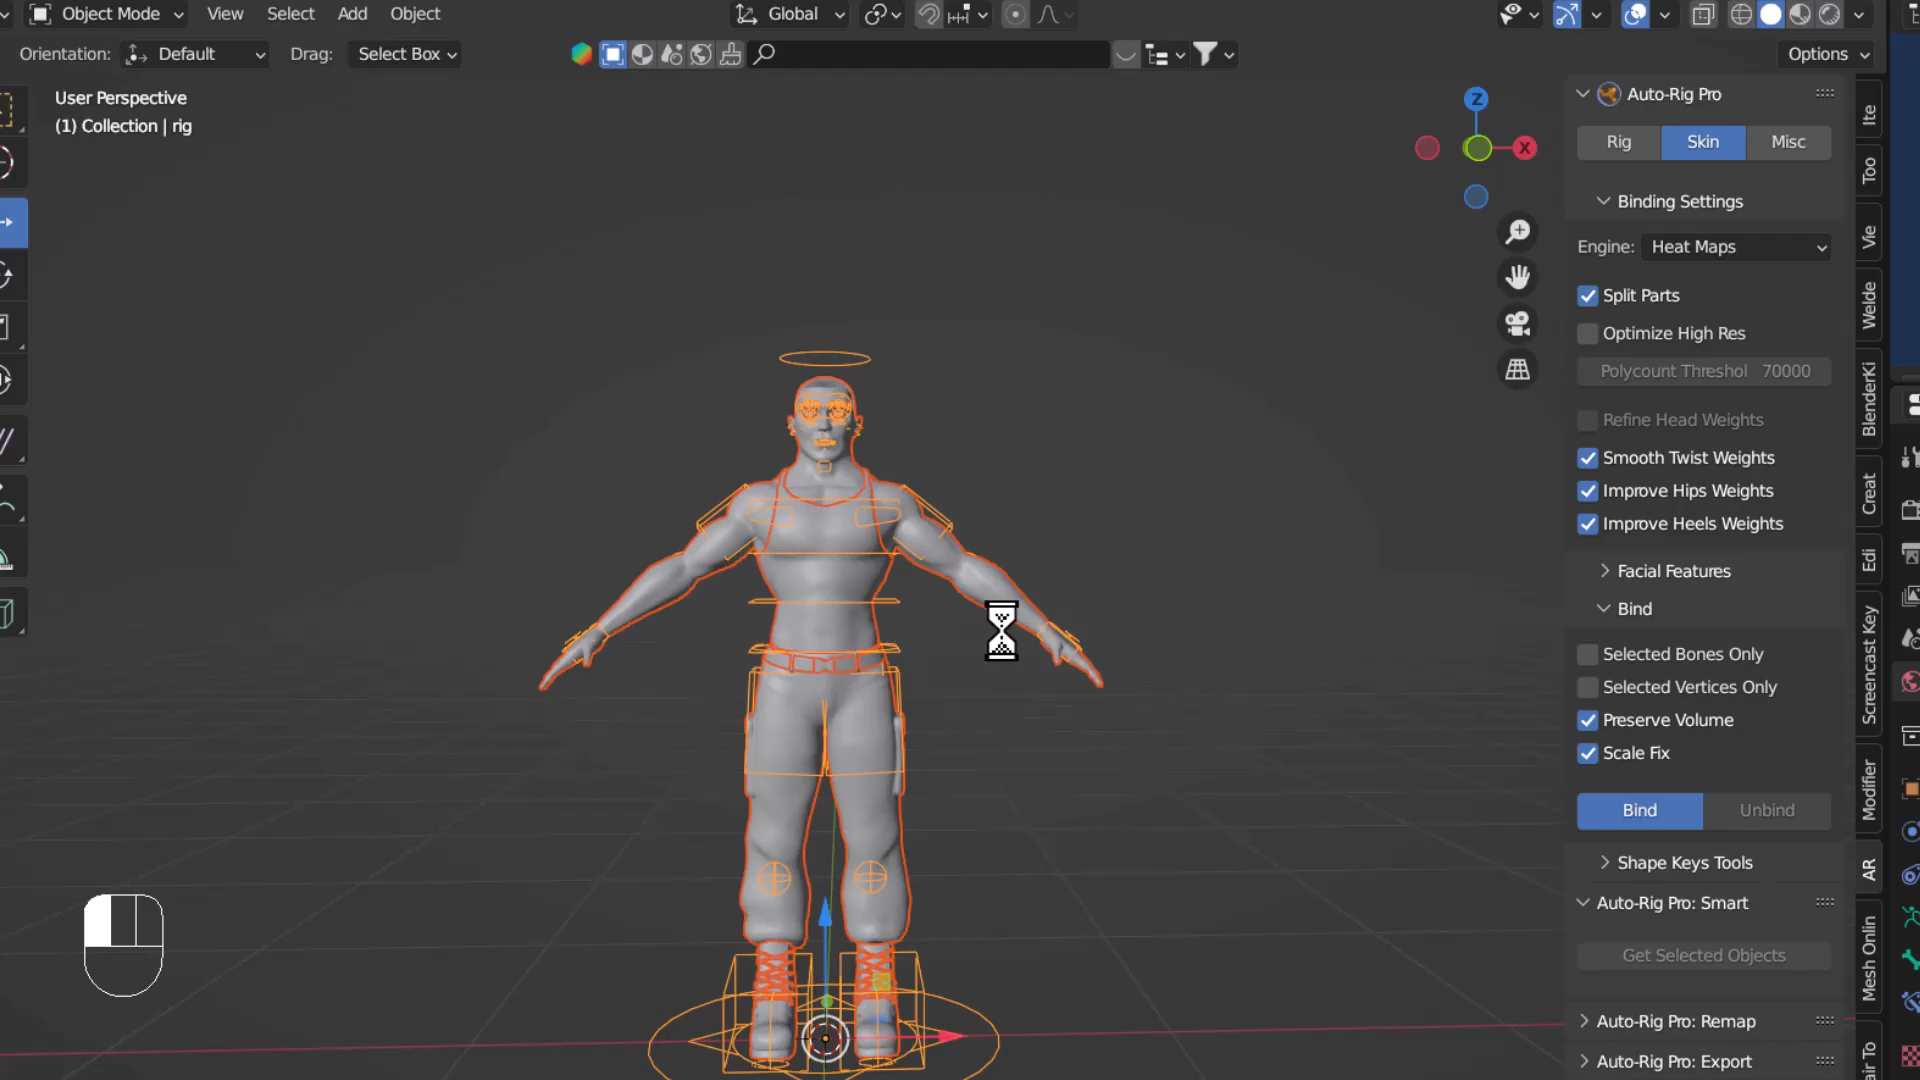 Object Mode View Select Add Object Global
Orientation: Default Drag: Select Box Options
User Perspective
(1) Collection | rig
Z
X
Auto-Rig Pro
Rig Skin Misc
Binding Settings
Engine: Heat Maps
Split Parts
Optimize High Res
Polycount Threshol 70000
Refine Head Weights
Smooth Twist Weights
Improve Hips Weights
Improve Heels Weights
Facial Features
Bind
Selected Bones Only
Selected Vertices Only
Preserve Volume
Scale Fix
Bind Unbind
Shape Keys Tools
Auto-Rig Pro: Smart
Get Selected Objects
Auto-Rig Pro: Remap
Auto-Rig Pro: Export
Ite
Too
Vie
Welde
BlenderKi
Creat
Edi
Screencast Key
Modifier
AR
Mesh Onlin
air To